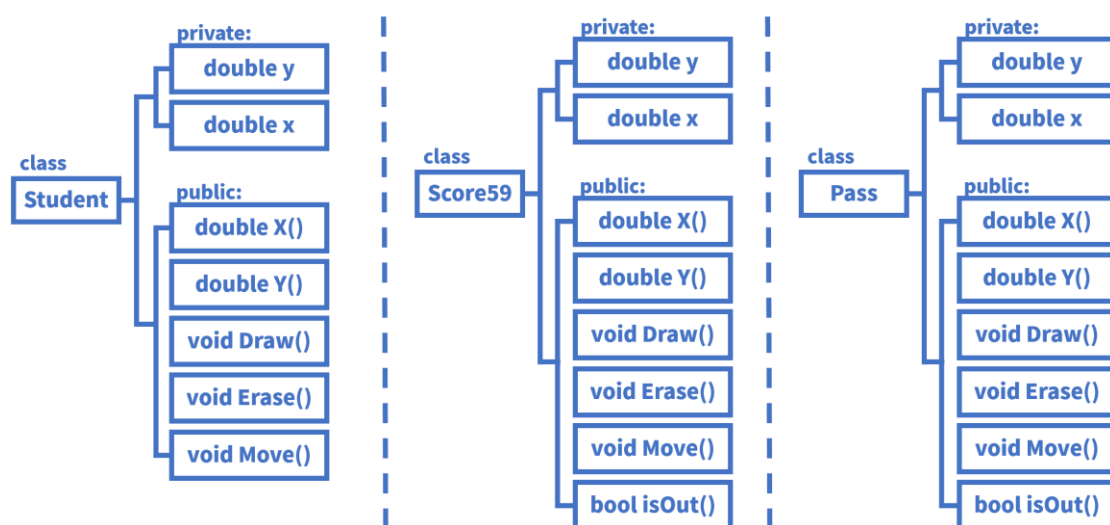 private:
double y
double x
class
Student
public:
double X()
double Y()
void Draw()
void Erase()
void Move()
private:
double y
double x
class
Score59
public:
double X()
double Y()
void Draw()
void Erase()
void Move()
bool isOut()
private:
double y
double x
class
Pass
public:
double X()
double Y()
void Draw()
void Erase()
void Move()
bool isOut()